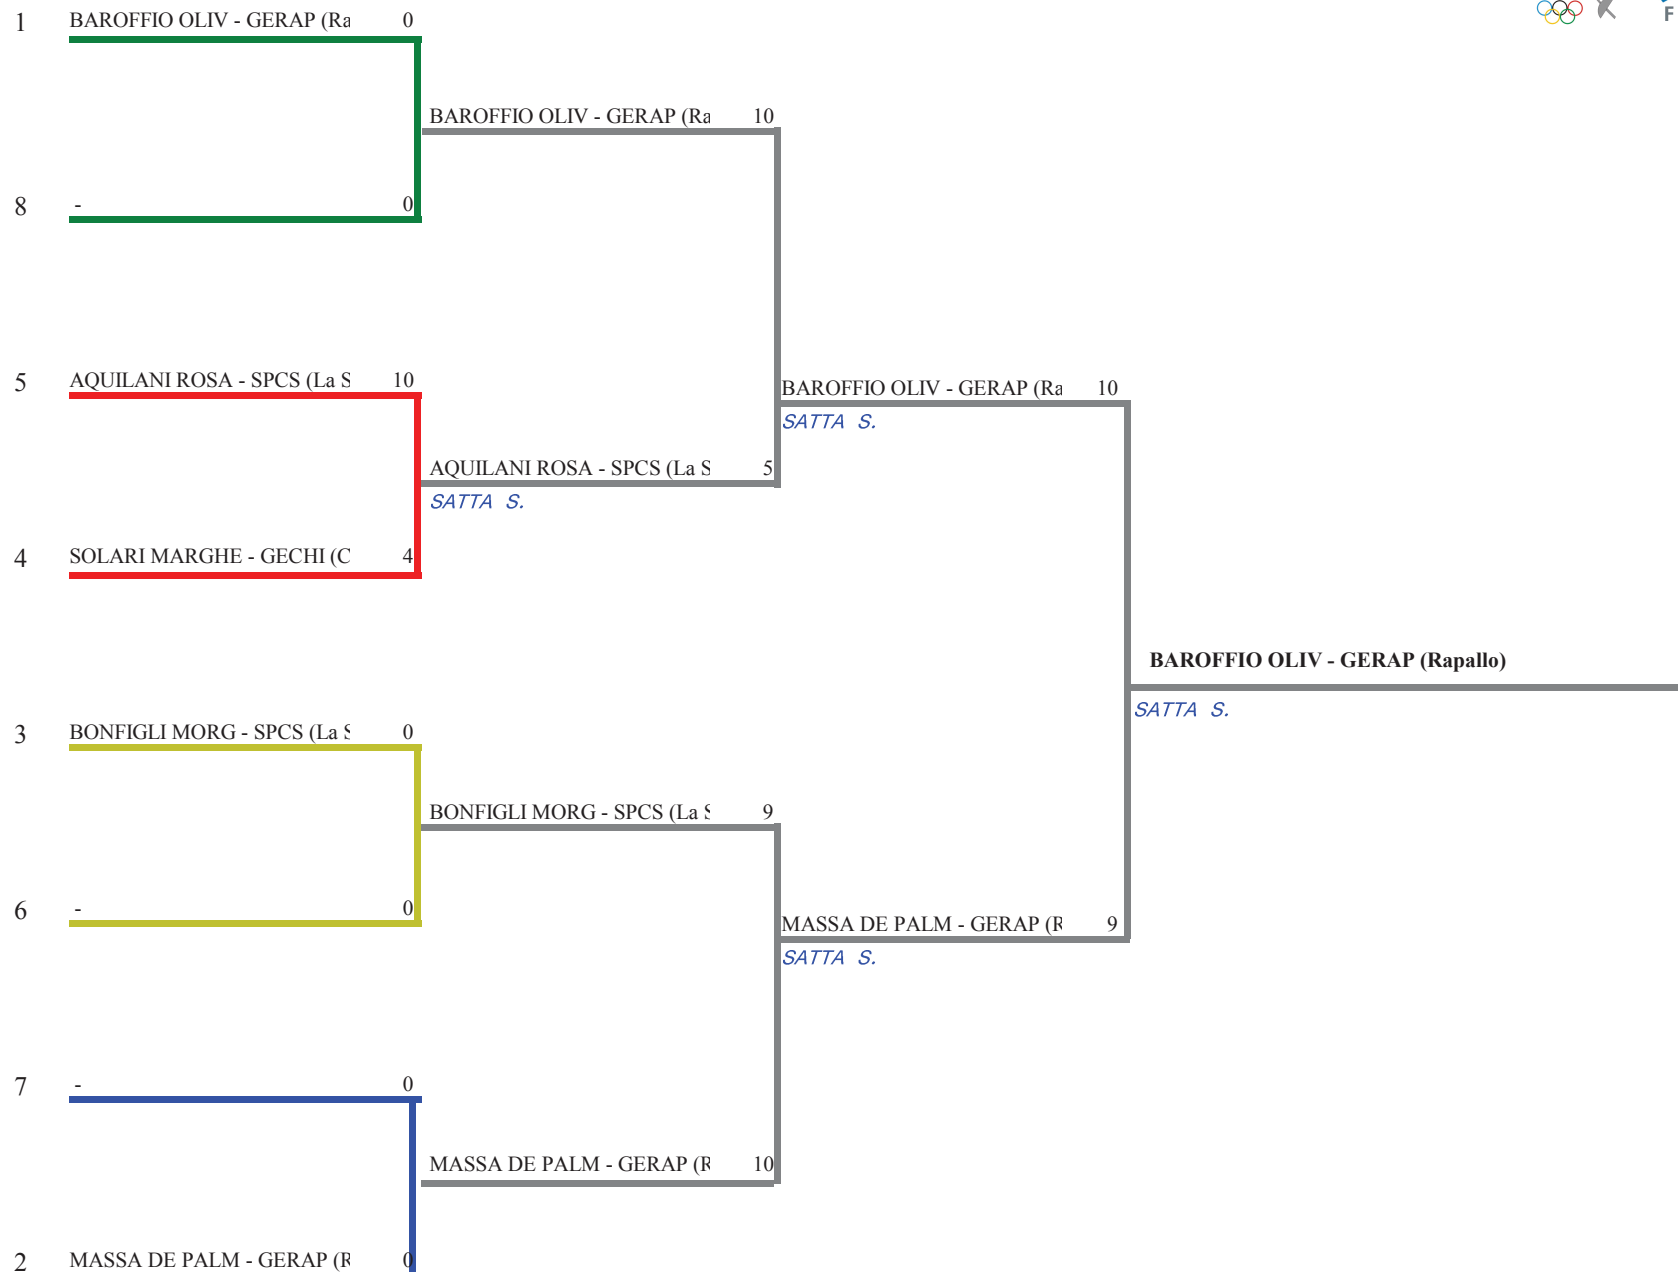 1 BAROFFIO OLIV - GERAP (Ra 0
F
BAROFFIO OLIV - GERAP (Ra 10
8 - 0
5 AQUILANI ROSA - SPCS (La S 10
BAROFFIO OLIV - GERAP (Ra 10
SATTA S.
AQUILANI ROSA - SPCS (La S 5
SATTA S.
4 SOLARI MARGHE - GECHI (C 4
BAROFFIO OLIV - GERAP (Rapallo)
SATTA S.
3 BONFIGLI MORG - SPCS (La S 0
BONFIGLI MORG - SPCS (La S 9
6 - 0
MASSA DE PALM - GERAP (R 9
SATTA S.
7 - 0
MASSA DE PALM - GERAP (R 10
2 MASSA DE PALM - GERAP (R 0